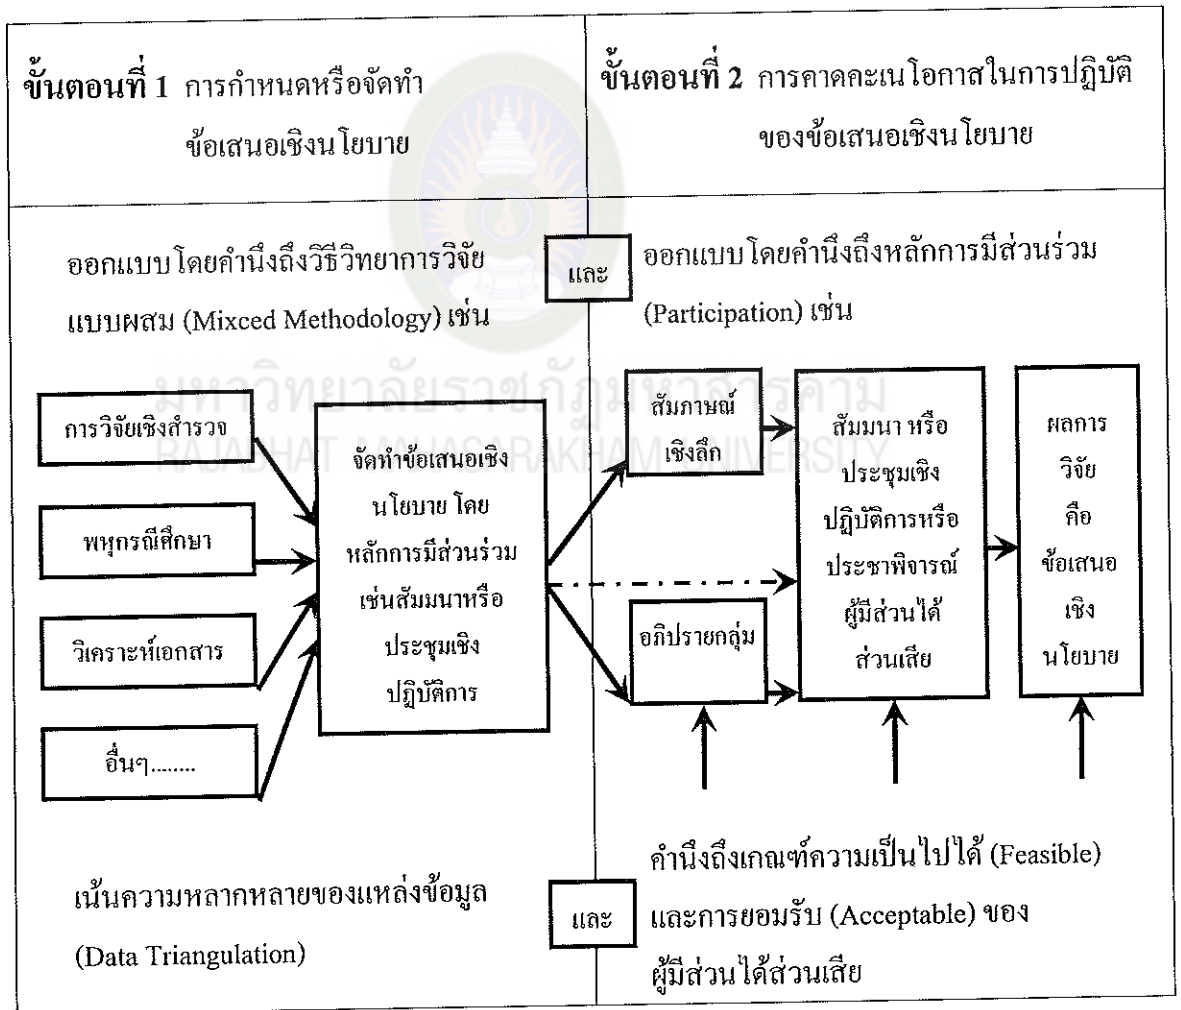 ขั้นตอนที่ 1 การกำหนดหรือจัดทำ
ข้อเสนอเชิงนโยบาย
ขั้นตอนที่ 2 การคาดคะเนโอกาสในการปฏิบัติ
ของข้อเสนอเชิงนโยบาย
ออกแบบโดยคำนึงถึงวิธีวิทยาการวิจัย
แบบผสม (Mixced Methodology) เช่น
และ
ออกแบบโดยคำนึงถึงหลักการมีส่วนร่วม
(Participation) เช่น
มหาวิทยาลัยราชภัฏมหาสารคาม
RAJABHAT MAHASARAKHAM UNIVERSITY
การวิจัยเชิงสำรวจ
พหุกรณีศึกษา
วิเคราะห์เอกสาร
อื่นๆ........
จัดทำข้อเสนอเชิง
นโยบาย โดย
หลักการมีส่วนร่วม
เช่นสัมมนาหรือ
ประชุมเชิง
ปฏิบัติการ
สัมภาษณ์
เชิงลึก
อภิปรายกลุ่ม
สัมมนา หรือ
ประชุมเชิง
ปฏิบัติการหรือ
ประชาพิจารณ์
ผู้มีส่วนได้
ส่วนเสีย
ผลการ
วิจัย
คือ
ข้อเสนอ
เชิง
นโยบาย
เน้นความหลากหลายของแหล่งข้อมูล
(Data Triangulation)
และ
คำนึงถึงเกณฑ์ความเป็นไปได้ (Feasible)
และการยอมรับ (Acceptable) ของ
ผู้มีส่วนได้ส่วนเสีย